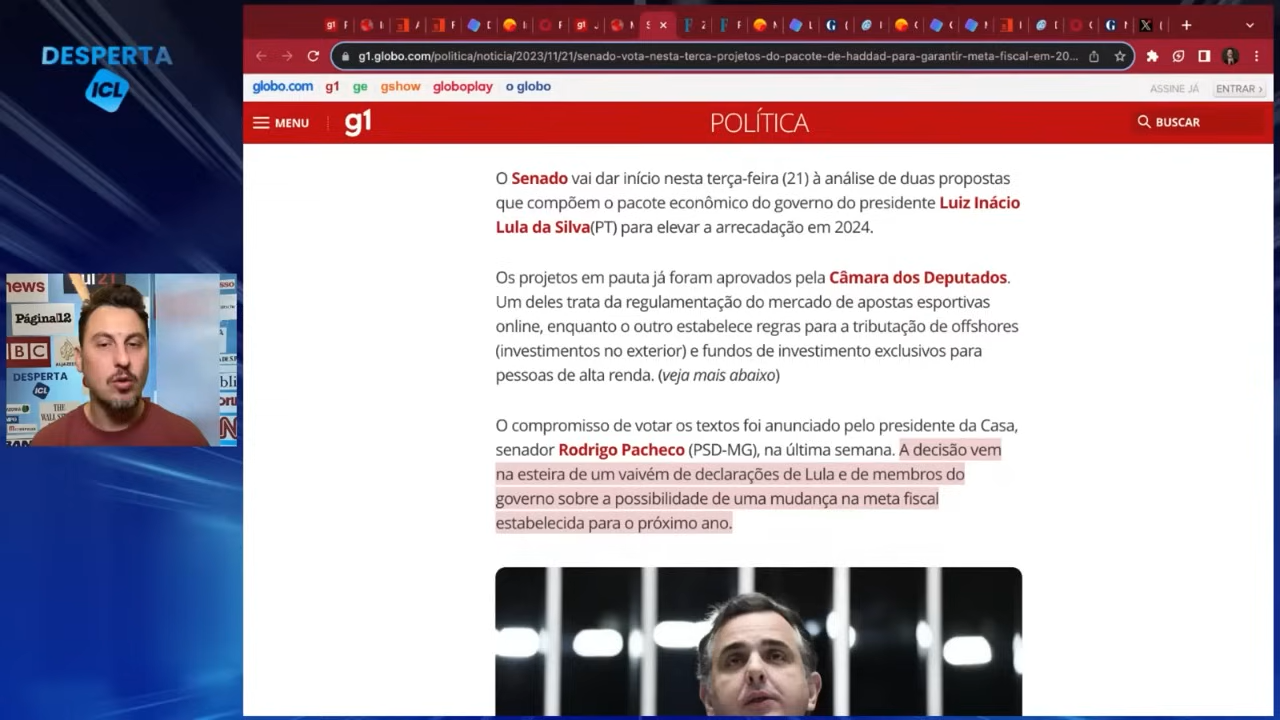 DESPERTA
ICL
g1.globo.com/politica/noticia/2023/11/21/senado-vota-nesta-terca-projetos-do-pacote-de-haddad-para-garantir-meta-fiscal-em-20...
globo.com g1 ge gshow globoplay o globo
ASSINE JÁ ENTRAR ›
MENU g1 POLÍTICA BUSCAR
O Senado vai dar início nesta terça-feira (21) à análise de duas propostas
que compõem o pacote econômico do governo do presidente Luiz Inácio
Lula da Silva(PT) para elevar a arrecadação em 2024.
Os projetos em pauta já foram aprovados pela Câmara dos Deputados.
Um deles trata da regulamentação do mercado de apostas esportivas
online, enquanto o outro estabelece regras para a tributação de offshores
(investimentos no exterior) e fundos de investimento exclusivos para
pessoas de alta renda. (veja mais abaixo)
O compromisso de votar os textos foi anunciado pelo presidente da Casa,
senador Rodrigo Pacheco (PSD-MG), na última semana. A decisão vem
na esteira de um vaivém de declarações de Lula e de membros do
governo sobre a possibilidade de uma mudança na meta fiscal
estabelecida para o próximo ano.
news
Página12
BBC
DESPERTA
ICL
THE